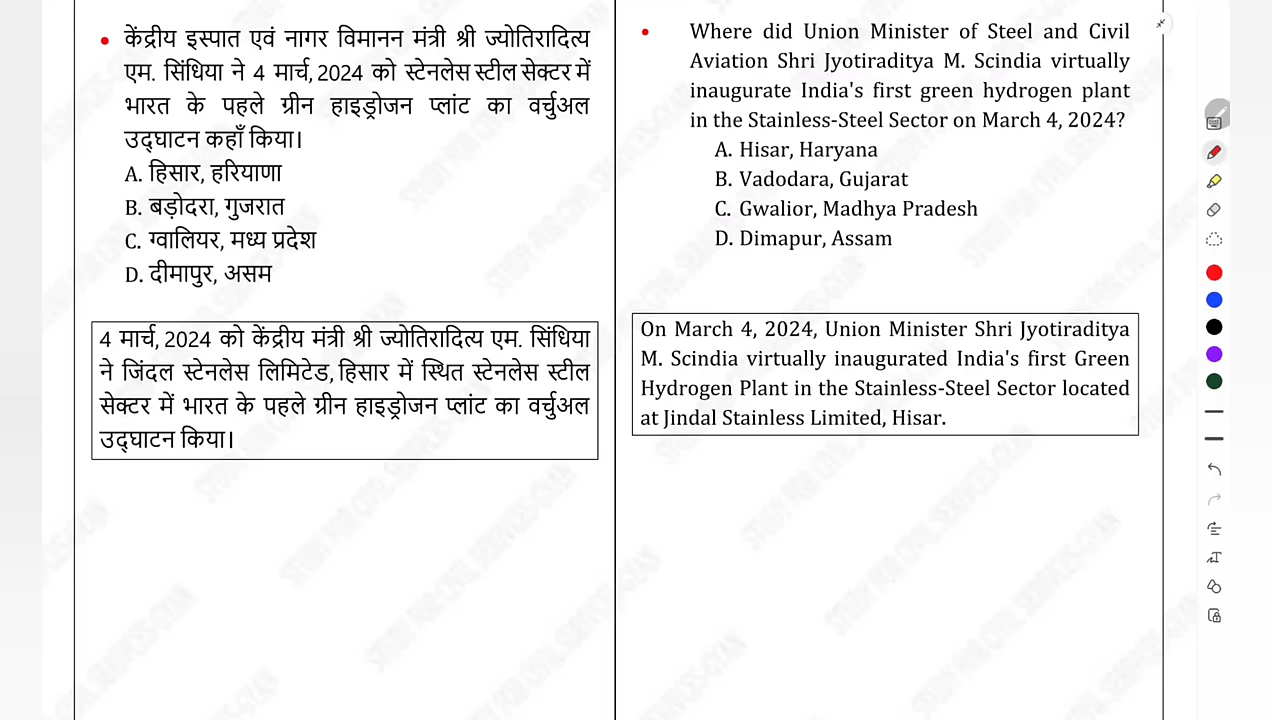 • केंद्रीय इस्पात एवं नागर विमानन मंत्री श्री ज्योतिरादित्य
एम. सिंधिया ने 4 मार्च, 2024 को स्टेनलेस स्टील सेक्टर में
भारत के पहले ग्रीन हाइड्रोजन प्लांट का वर्चुअल
उद्घाटन कहाँ किया।
A. हिसार, हरियाणा
B. बड़ोदरा, गुजरात
C. ग्वालियर, मध्य प्रदेश
D. दीमापुर, असम
4 मार्च, 2024 को केंद्रीय मंत्री श्री ज्योतिरादित्य एम. सिंधिया
ने जिंदल स्टेनलेस लिमिटेड, हिसार में स्थित स्टेनलेस स्टील
सेक्टर में भारत के पहले ग्रीन हाइड्रोजन प्लांट का वर्चुअल
उद्घाटन किया।
• Where did Union Minister of Steel and Civil
Aviation Shri Jyotiraditya M. Scindia virtually
inaugurate India's first green hydrogen plant
in the Stainless-Steel Sector on March 4, 2024?
A. Hisar, Haryana
B. Vadodara, Gujarat
C. Gwalior, Madhya Pradesh
D. Dimapur, Assam
On March 4, 2024, Union Minister Shri Jyotiraditya
M. Scindia virtually inaugurated India's first Green
Hydrogen Plant in the Stainless-Steel Sector located
at Jindal Stainless Limited, Hisar.